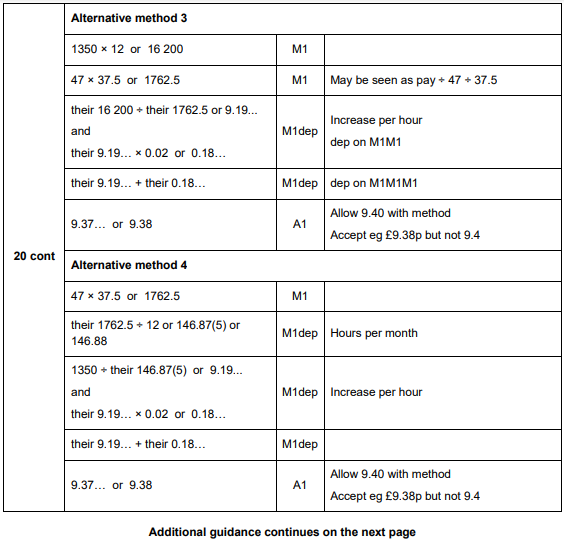 Alternative method 3
1350 × 12 or 16 200
M1
47 × 37.5 or 1762.5
M1
May be seen as pay ÷ 47 ÷ 37.5
their 16 200 ÷ their 1762.5 or 9.19...
and
their 9.19… × 0.02 or 0.18…
M1dep
Increase per hour
dep on M1M1
their 9.19… + their 0.18…
M1dep
dep on M1M1M1
9.37… or 9.38
A1
Allow 9.40 with method
Accept eg £9.38p but not 9.4
20 cont
Alternative method 4
47 × 37.5 or 1762.5
M1
their 1762.5 ÷ 12 or 146.87(5) or
146.88
M1dep
Hours per month
1350 ÷ their 146.87(5) or 9.19...
and
their 9.19… × 0.02 or 0.18…
M1dep
Increase per hour
their 9.19… + their 0.18…
M1dep
9.37… or 9.38
A1
Allow 9.40 with method
Accept eg £9.38p but not 9.4
Additional guidance continues on the next page